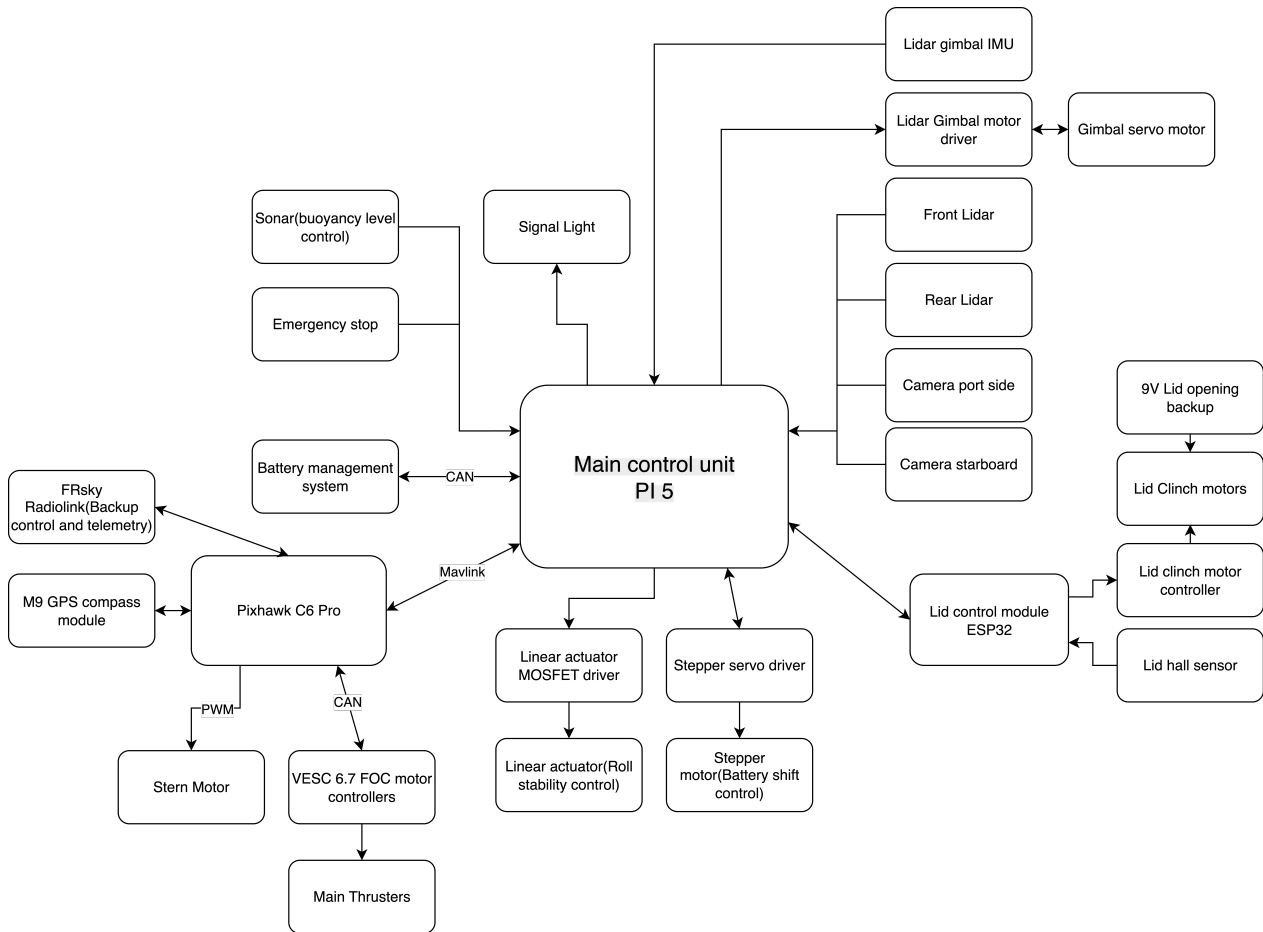 Lidar gimbal IMU
Lidar Gimbal motor
driver
Gimbal servo motor
Sonar(buoyancy level
control)
Signal Light
Front Lidar
Emergency stop
Rear Lidar
Camera port side
9V Lid opening
backup
Main control unit
PI 5
Battery management
system
CAN
Camera starboard
Lid Clinch motors
FRsky
Radiolink(Backup
control and telemetry)
Mavlink
Pixhawk C6 Pro
M9 GPS compass
module
Lid control module
ESP32
Lid clinch motor
controller
Lid hall sensor
Linear actuator
MOSFET driver
Stepper servo driver
PWM
CAN
Stern Motor
VESC 6.7 FOC motor
controllers
Linear actuator(Roll
stability control)
Stepper
motor(Battery shift
control)
Main Thrusters